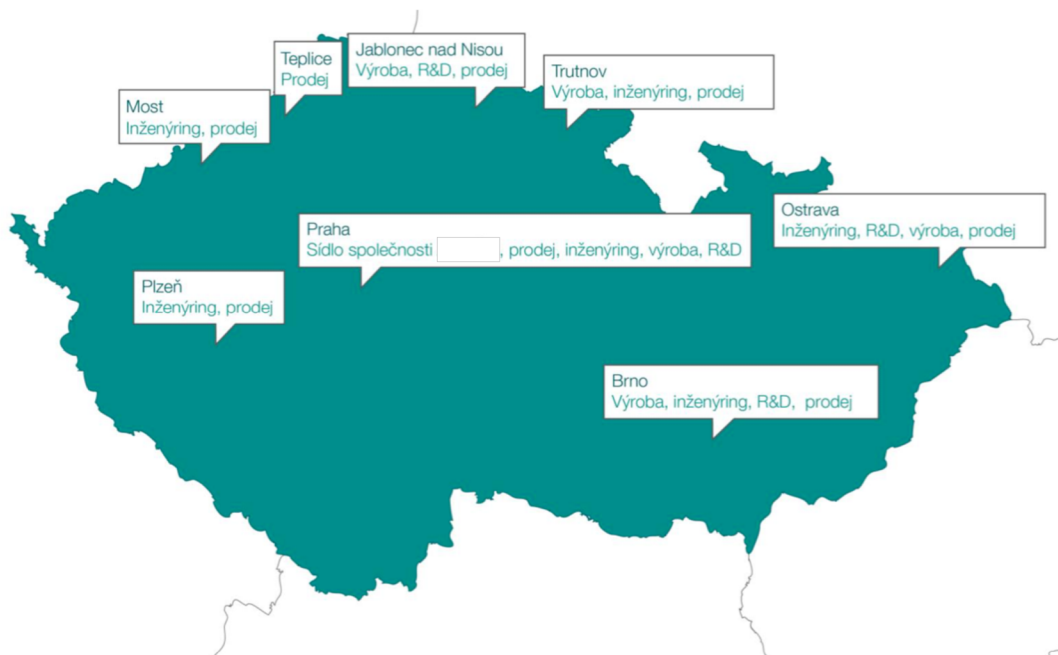 Teplice
Prodej
Jablonec nad Nisou
Výroba, R&D, prodej
Trutnov
Výroba, inženýring, prodej
Most
Inženýring, prodej
Ostrava
Inženýring, R&D, výroba, prodej
Praha
Sídlo společnosti , prodej, inženýring, výroba, R&D
Plzeň
Inženýring, prodej
Brno
Výroba, inženýring, R&D, prodej